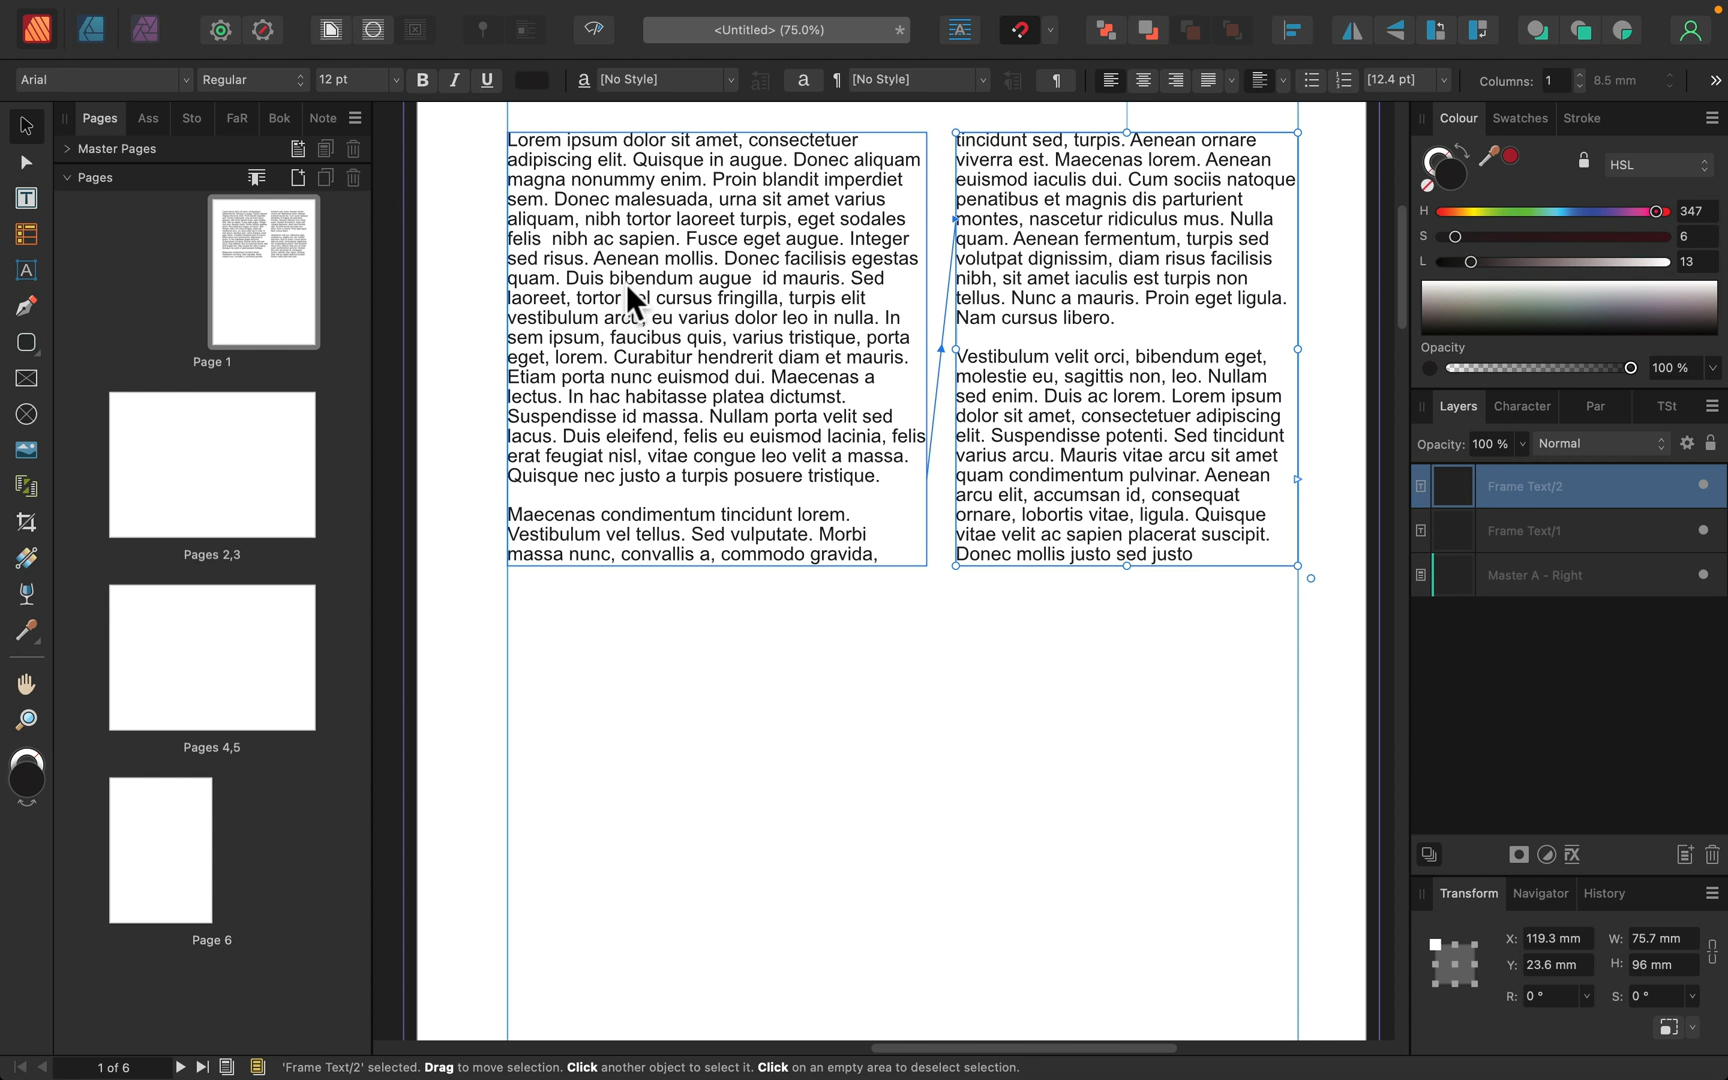 <Untitled> (75.0%)
*
Arial
Regular
12 pt
B
I
U
a
[No Style]
a
¶
[No Style]
¶
[12.4 pt]
Columns:
1
8.5 mm
Pages
Ass
Sto
FaR
Bok
Note
Master Pages
Pages
Page 1
Pages 2,3
Pages 4,5
Page 6
Lorem ipsum dolor sit amet, consectetuer
adipiscing elit. Quisque in augue. Donec aliquam
magna nonummy enim. Proin blandit imperdiet
sem. Donec malesuada, urna sit amet varius
aliquam, nibh tortor laoreet turpis, eget sodales
felis  nibh ac sapien. Fusce eget augue. Integer
sed risus. Aenean mollis. Donec facilisis egestas
quam. Duis bibendum augue  id mauris. Sed
laoreet, tortor cursus fringilla, turpis elit
vestibulum arcu, eu varius dolor leo in nulla. In
sem ipsum, faucibus quis, varius tristique, porta
eget, lorem. Curabitur hendrerit diam et mauris.
Etiam porta nunc euismod dui. Maecenas a
lectus. In hac habitasse platea dictumst.
Suspendisse id massa. Nullam porta velit sed
lacus. Duis eleifend, felis eu euismod lacinia, felis
erat feugiat nisl, vitae congue leo velit a massa.
Quisque nec justo a turpis posuere tristique.
Maecenas condimentum tincidunt lorem.
Vestibulum vel tellus. Sed vulputate. Morbi
massa nunc, convallis a, commodo gravida,
tincidunt sed, turpis. Aenean ornare
viverra est. Maecenas lorem. Aenean
euismod iaculis dui. Cum sociis natoque
penatibus et magnis dis parturient
montes, nascetur ridiculus mus. Nulla
quam. Aenean fermentum, turpis sed
volutpat dignissim, diam risus facilisis
nibh, sit amet iaculis est turpis non
tellus. Nunc a mauris. Proin eget ligula.
Nam cursus libero.
Vestibulum velit orci, bibendum eget,
molestie eu, sagittis non, leo. Nullam
sed enim. Duis ac lorem. Lorem ipsum
dolor sit amet, consectetuer adipiscing
elit. Suspendisse potenti. Sed tincidunt
varius arcu. Mauris vitae arcu sit amet
quam condimentum pulvinar. Aenean
arcu elit, accumsan id, consequat
ornare, lobortis vitae, ligula. Quisque
vitae velit ac sapien placerat suscipit.
Donec mollis justo sed justo
Colour
Swatches
Stroke
HSL
H
347
S
6
L
13
Opacity
100 %
Layers
Character
Par
TSt
Opacity:
100 %
Normal
Frame Text/2
Frame Text/1
Master A - Right
Transform
Navigator
History
X:
119.3 mm
W:
75.7 mm
Y:
23.6 mm
H:
96 mm
R:
0 °
S:
0 °
1 of 6
'Frame Text/2' selected. Drag to move selection. Click another object to select it. Click on an empty area to deselect selection.